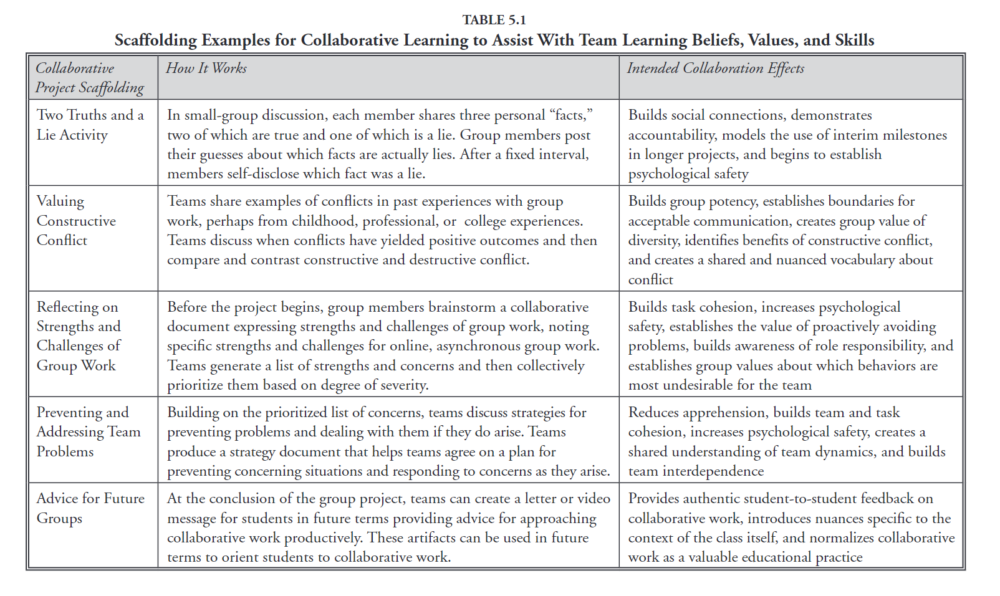 TABLE 5.1
Scaffolding Examples for Collaborative Learning to Assist With Team Learning Beliefs, Values, and Skills
Collaborative
Project Scaffolding
How It Works
Intended Collaboration Effects
Two Truths and a
Lie Activity
In small-group discussion, each member shares three personal “facts,”
two of which are true and one of which is a lie. Group members post
their guesses about which facts are actually lies. After a fixed interval,
members self-disclose which fact was a lie.
Builds social connections, demonstrates
accountability, models the use of interim milestones
in longer projects, and begins to establish
psychological safety
Valuing
Constructive
Conflict
Teams share examples of conflicts in past experiences with group
work, perhaps from childhood, professional, or college experiences.
Teams discuss when conflicts have yielded positive outcomes and then
compare and contrast constructive and destructive conflict.
Builds group potency, establishes boundaries for
acceptable communication, creates group value of
diversity, identifies benefits of constructive conflict,
and creates a shared and nuanced vocabulary about
conflict
Reflecting on
Strengths and
Challenges of
Group Work
Before the project begins, group members brainstorm a collaborative
document expressing strengths and challenges of group work, noting
specific strengths and challenges for online, asynchronous group work.
Teams generate a list of strengths and concerns and then collectively
prioritize them based on degree of severity.
Builds task cohesion, increases psychological
safety, establishes the value of proactively avoiding
problems, builds awareness of role responsibility, and
establishes group values about which behaviors are
most undesirable for the team
Preventing and
Addressing Team
Problems
Building on the prioritized list of concerns, teams discuss strategies for
preventing problems and dealing with them if they do arise. Teams
produce a strategy document that helps teams agree on a plan for
preventing concerning situations and responding to concerns as they arise.
Reduces apprehension, builds team and task
cohesion, increases psychological safety, creates a
shared understanding of team dynamics, and builds
team interdependence
Advice for Future
Groups
At the conclusion of the group project, teams can create a letter or video
message for students in future terms providing advice for approaching
collaborative work productively. These artifacts can be used in future
terms to orient students to collaborative work.
Provides authentic student-to-student feedback on
collaborative work, introduces nuances specific to the
context of the class itself, and normalizes collaborative
work as a valuable educational practice